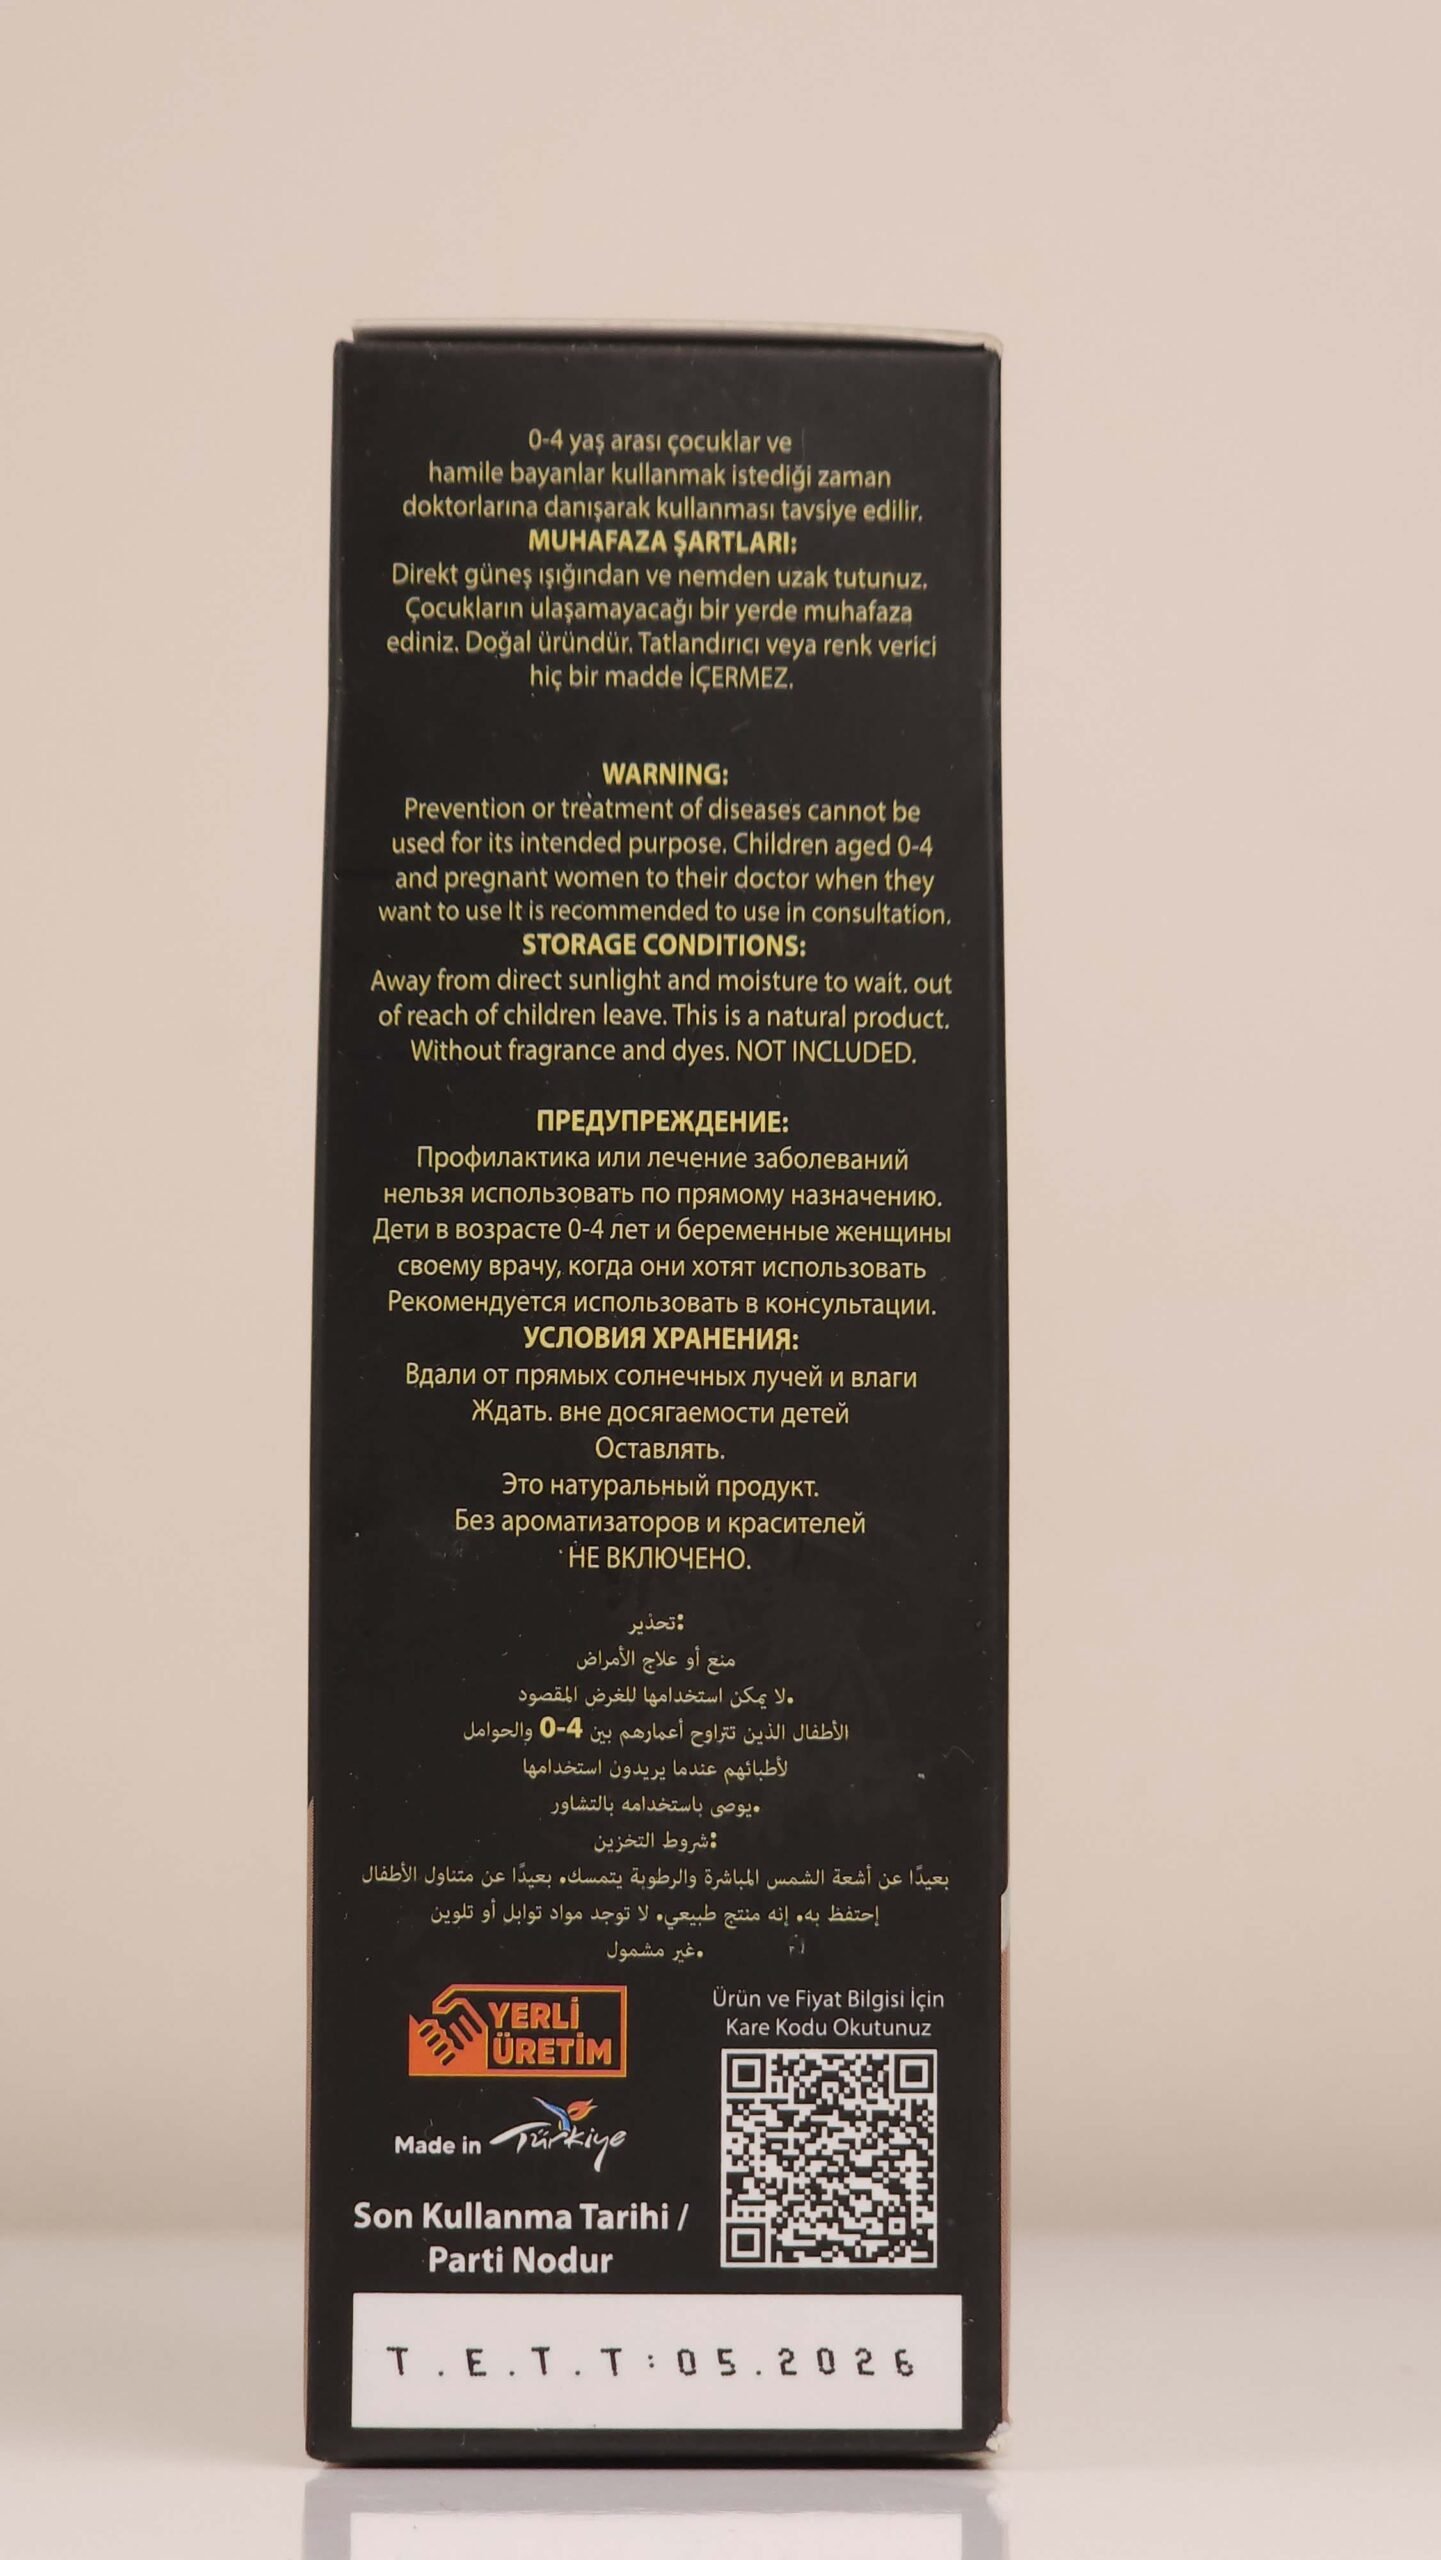 0-4 yaş arası çocuklar ve
hamile bayanlar kullanmak istediği zaman
doktorlarına danışarak kullanması tavsiye edilir.
MUHAFAZA ŞARTLARI:
Direkt güneş ışığından ve nemden uzak tutunuz.
Çocukların ulaşamayacağı bir yerde muhafaza
ediniz. Doğal üründür. Tatlandırıcı veya renk verici
hiç bir madde İÇERMEZ.
WARNING:
Prevention or treatment of diseases cannot be
used for its intended purpose. Children aged 0-4
and pregnant women to their doctor when they
want to use It is recommended to use in consultation.
STORAGE CONDITIONS:
Away from direct sunlight and moisture to wait. out
of reach of children leave. This is a natural product.
Without fragrance and dyes. NOT INCLUDED.
ПРЕДУПРЕЖДЕНИЕ:
Профилактика или лечение заболеваний
нельзя использовать по прямому назначению.
Дети в возрасте 0-4 лет и беременные женщины
своему врачу, когда они хотят использовать
Рекомендуется использовать в консультации.
УСЛОВИЯ ХРАНЕНИЯ:
Вдали от прямых солнечных лучей и влаги
Ждать. вне досягаемости детей
Оставлять.
Это натуральный продукт.
Без ароматизаторов и красителей
НЕ ВКЛЮЧЕНО.
:تحذير
منع أو علاج الأمراض
.لا يمكن استخدامها للغرض المقصود
الأطفال الذين تتراوح أعمارهم بين 0-4 والحوامل
لأطبائهم عندما يريدون استخدامها
.يوصى باستخدامه بالتشاور
:شروط التخزين
بعيدًا عن أشعة الشمس المباشرة والرطوبة يتمسك. بعيدًا عن متناول الأطفال
إحتفظ به. إنه منتج طبيعي. لا توجد مواد توابل أو تلوين
.غير مشمول
YERLİ
ÜRETİM
Made in Türkiye
Ürün ve Fiyat Bilgisi İçin
Kare Kodu Okutunuz
Son Kullanma Tarihi /
Parti Nodur
T.E.T.T:05.2026